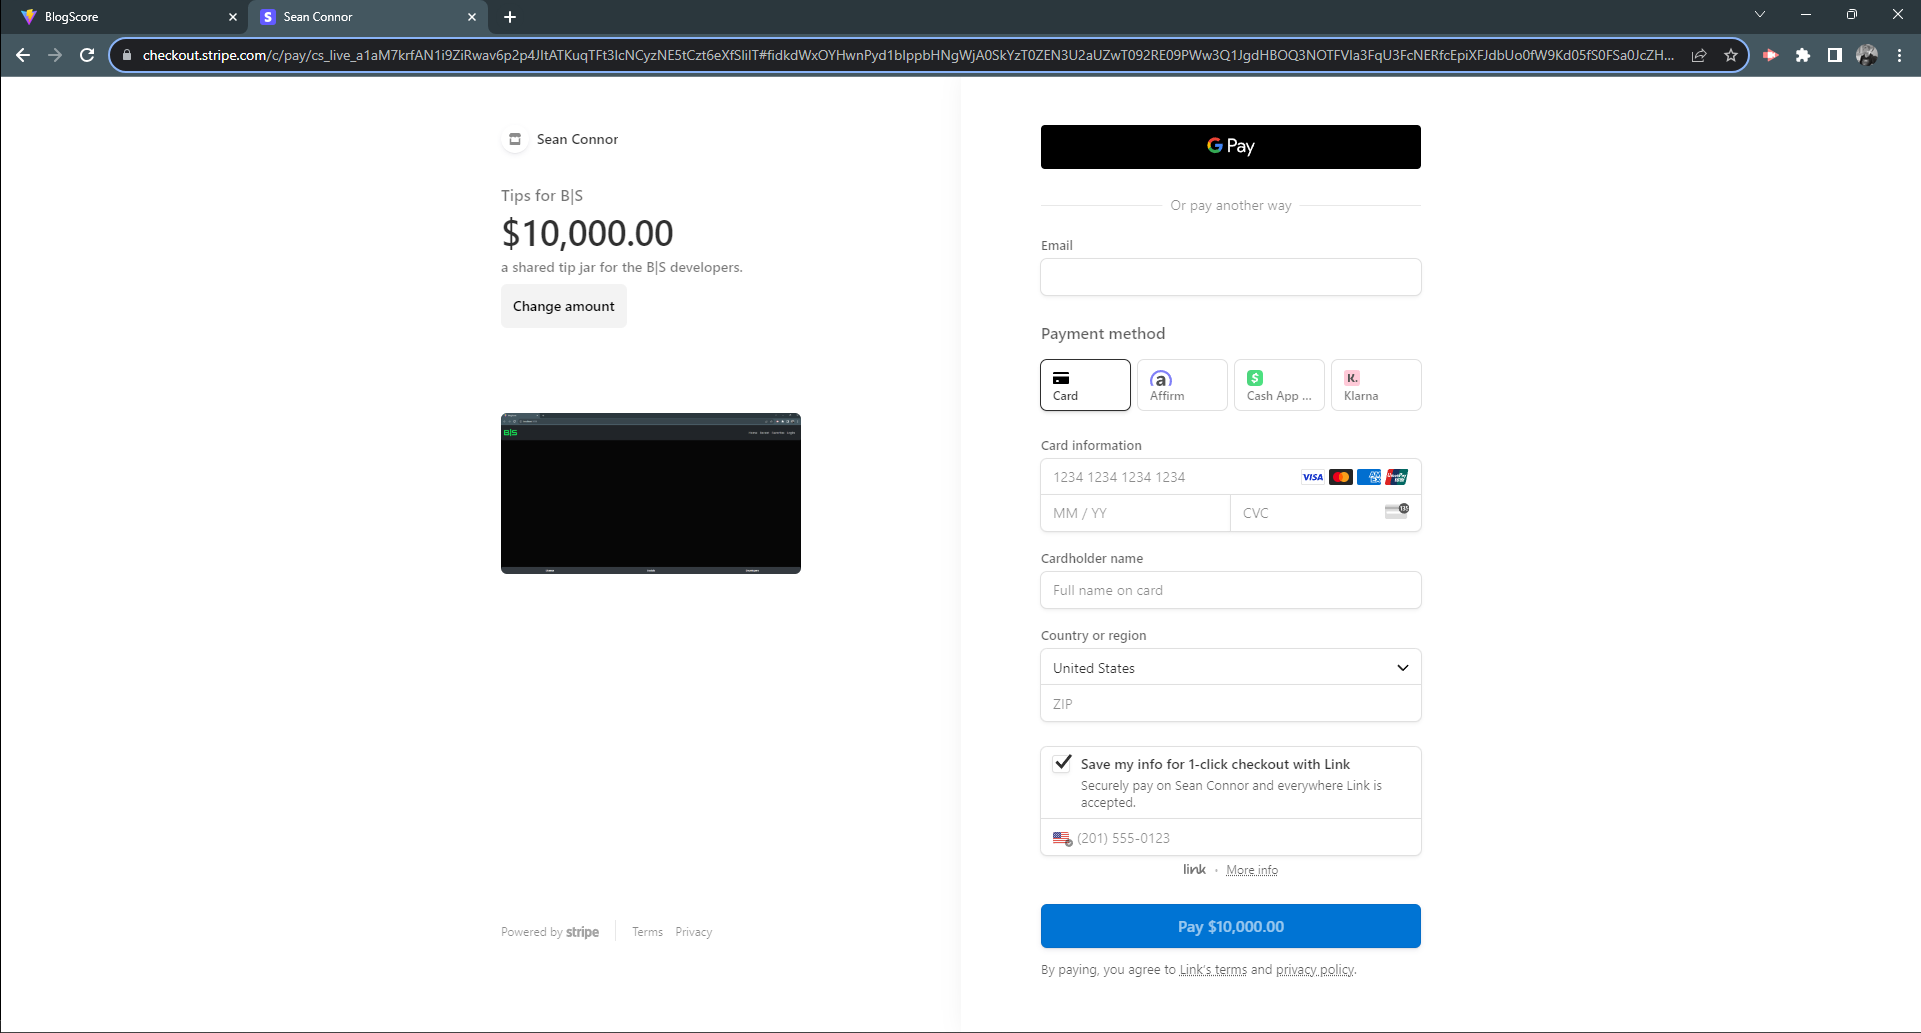 BlogScore
Sean Connor
checkout.stripe.com/c/pay/cs_live_a1aM7krfAN1i9ZiRwav6p2p4JItATKuqTFt3lcNCyzNE5tCzt6eXfSliIT#fidkdWxOYHwnPyd1blppbHNgWjA0SkYzT0ZEN3U2aUZwT092RE09PWw3Q1JgdHBOQ3NOTFVla3FqU3FcNERfcEpiXFJdbUo0fW9Kd05fS0FSa0JcZH...
Sean Connor
Tips for B|S
$10,000.00
a shared tip jar for the B|S developers.
Change amount
B|S
Powered by stripe
Terms
Privacy
G Pay
Or pay another way
Email
Payment method
Card
Affirm
Cash App ...
Klarna
Card information
1234 1234 1234 1234
VISA
AM EX
MM / YY
CVC
135
Cardholder name
Full name on card
Country or region
United States
ZIP
Save my info for 1-click checkout with Link
Securely pay on Sean Connor and everywhere Link is
accepted.
(201) 555-0123
link • More info
Pay $10,000.00
By paying, you agree to Link's terms and privacy policy.